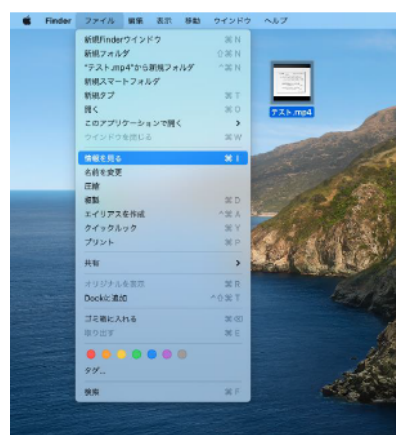 Finder ファイル 編集 表示 移動 ウインドウ ヘルプ
新規Finderウインドウ ⌘N
新規フォルダ ⇧⌘N
"テスト.mp4"から新規フォルダ ^⌘N
新規スマートフォルダ
新規タブ ⌘T
開く ⌘O
このアプリケーションで開く >
ウインドウを閉じる ⌘W
情報を見る ⌘I
名前を変更
圧縮
複製 ⌘D
エイリアスを作成 ^⌘A
クイックルック ⌘Y
プリント ⌘P
共有 >
オリジナルを表示 ⌘R
Dockに追加 ^⇧⌘T
ゴミ箱に入れる ⌘⌫
取り出す ⌘E
タグ...
検索 ⌘F
テスト.mp4